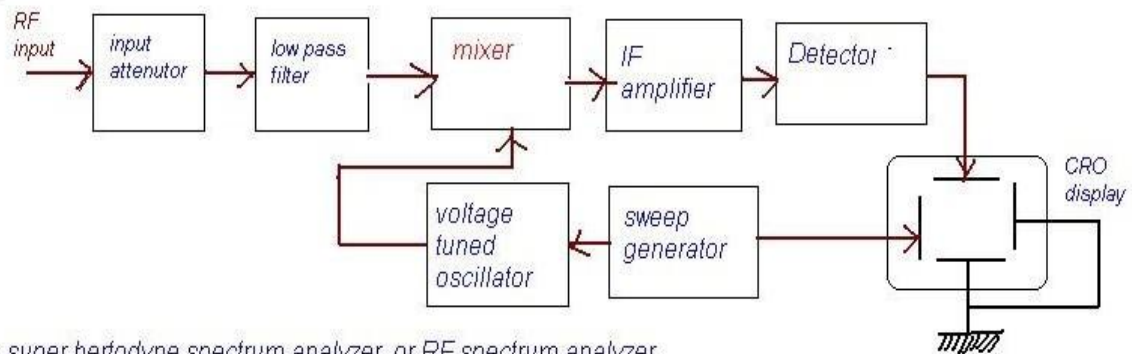 RF
input
input
attenutor
low pass
filter
mixer
IF
amplifier
Detector
CRO
display
voltage
tuned
oscillator
sweep
generator
super hertodyne spectrum analyzer or RF spectrum analyzer